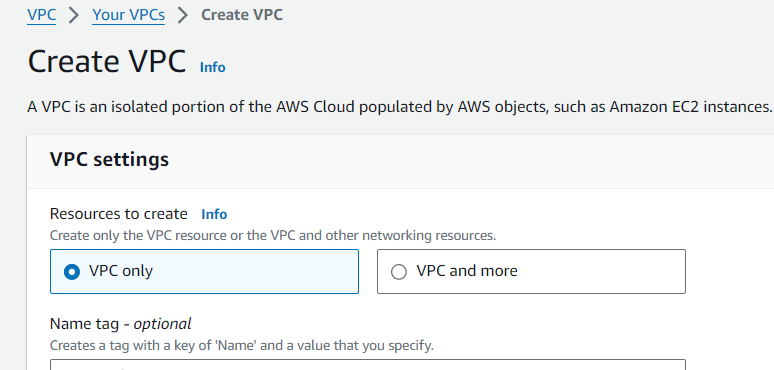 VPC > Your VPCs > Create VPC
Create VPC Info
A VPC is an isolated portion of the AWS Cloud populated by AWS objects, such as Amazon EC2 instances.
VPC settings
Resources to create Info
Create only the VPC resource or the VPC and other networking resources.
VPC only VPC and more
Name tag - optional
Creates a tag with a key of 'Name' and a value that you specify.